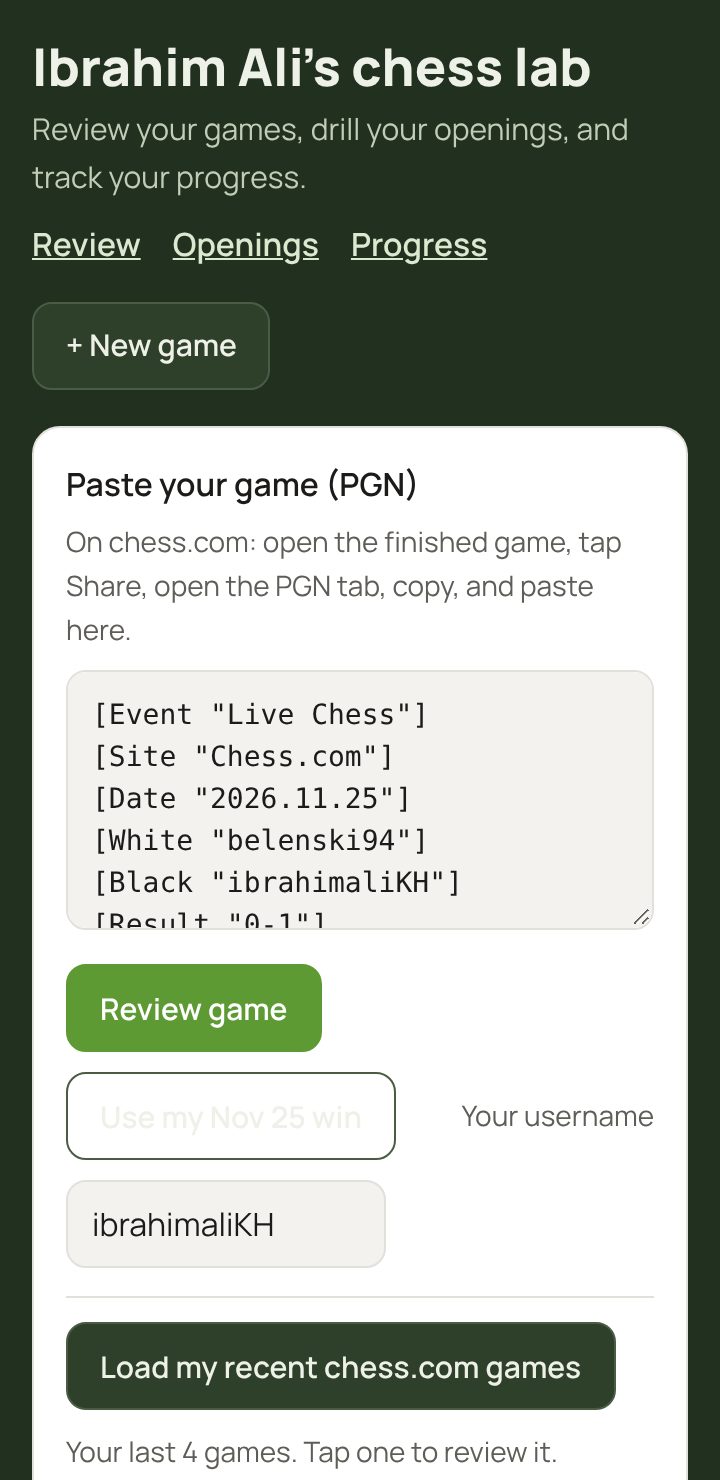 Ibrahim Ali’s chess lab
Review your games, drill your openings, and
track your progress.
Review Openings Progress
+ New game
Paste your game (PGN)
On chess.com: open the finished game, tap
Share, open the PGN tab, copy, and paste
here.
[Event "Live Chess"]
[Site "Chess.com"]
[Date "2026.11.25"]
[White "belenski94"]
[Black "ibrahimaliKH"]
[Result "0-1"]
Review game
Use my Nov 25 win
Your username
ibrahimaliKH
Load my recent chess.com games
Your last 4 games. Tap one to review it.